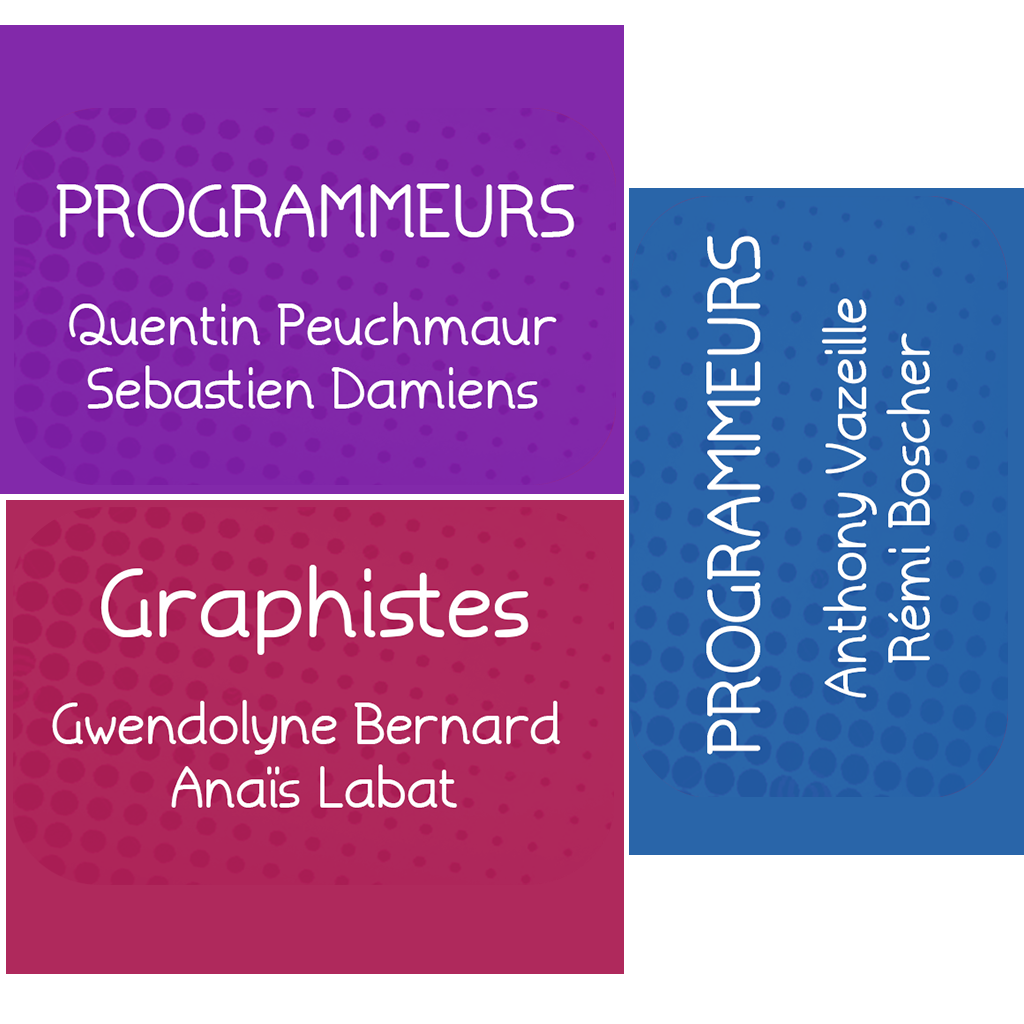 PROGRAMMEURS
Quentin Peuchmaur
Sebastien Damiens
Graphistes
Gwendolyne Bernard
Anaïs Labat
PROGRAMMEURS
Anthony Vazeille
Rémi Boscher